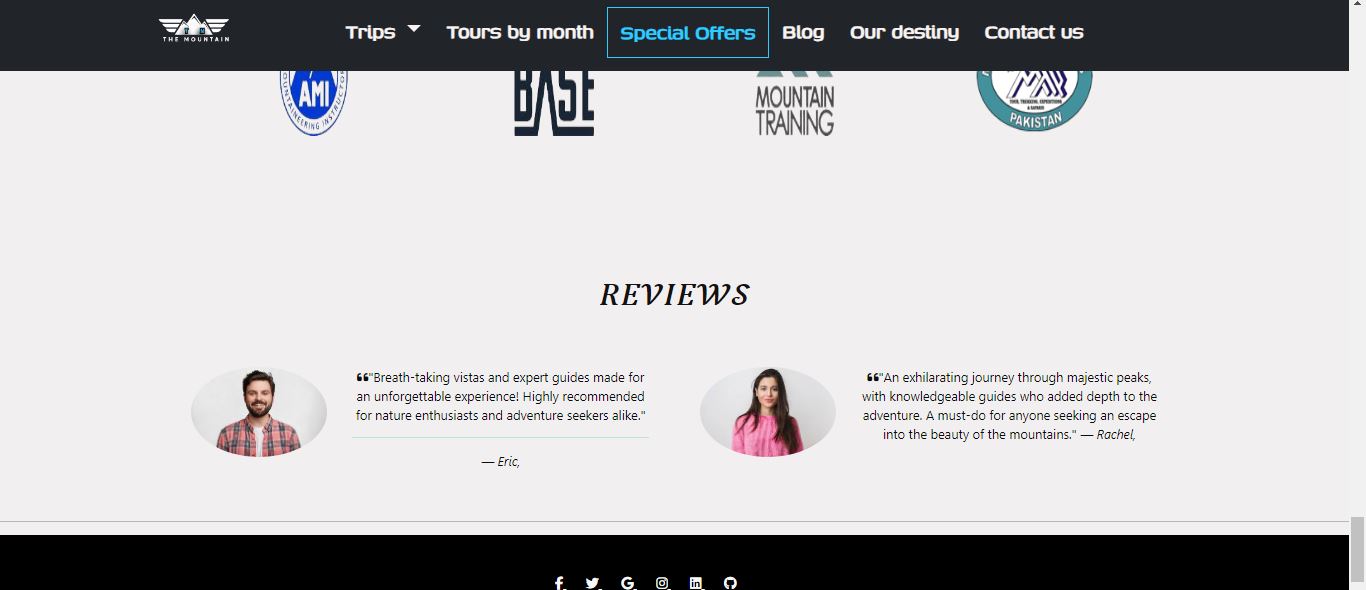 THE MOUNTAIN
Trips Tours by month Special Offers Blog Our destiny Contact us
AMI
BASE
MOUNTAIN
TRAINING
TOUR, TREKKING, EXPEDITIONS
& SAFARIS
PAKISTAN
REVIEWS
❝"Breath-taking vistas and expert guides made for
an unforgettable experience! Highly recommended
for nature enthusiasts and adventure seekers alike."
— Eric,
❝"An exhilarating journey through majestic peaks,
with knowledgeable guides who added depth to the
adventure. A must-do for anyone seeking an escape
into the beauty of the mountains." — Rachel,